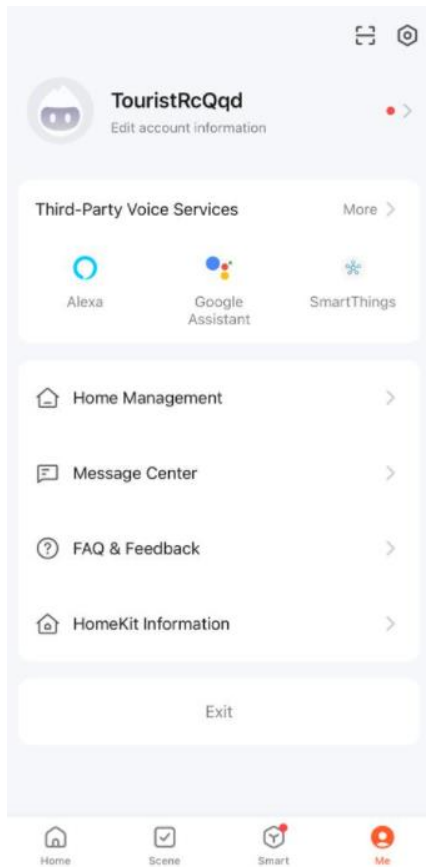 TouristRcQqd
Edit account information
Third-Party Voice Services More
Alexa
Google
Assistant
SmartThings
Home Management
Message Center
FAQ & Feedback
HomeKit Information
Exit
Home Scene Smart Me